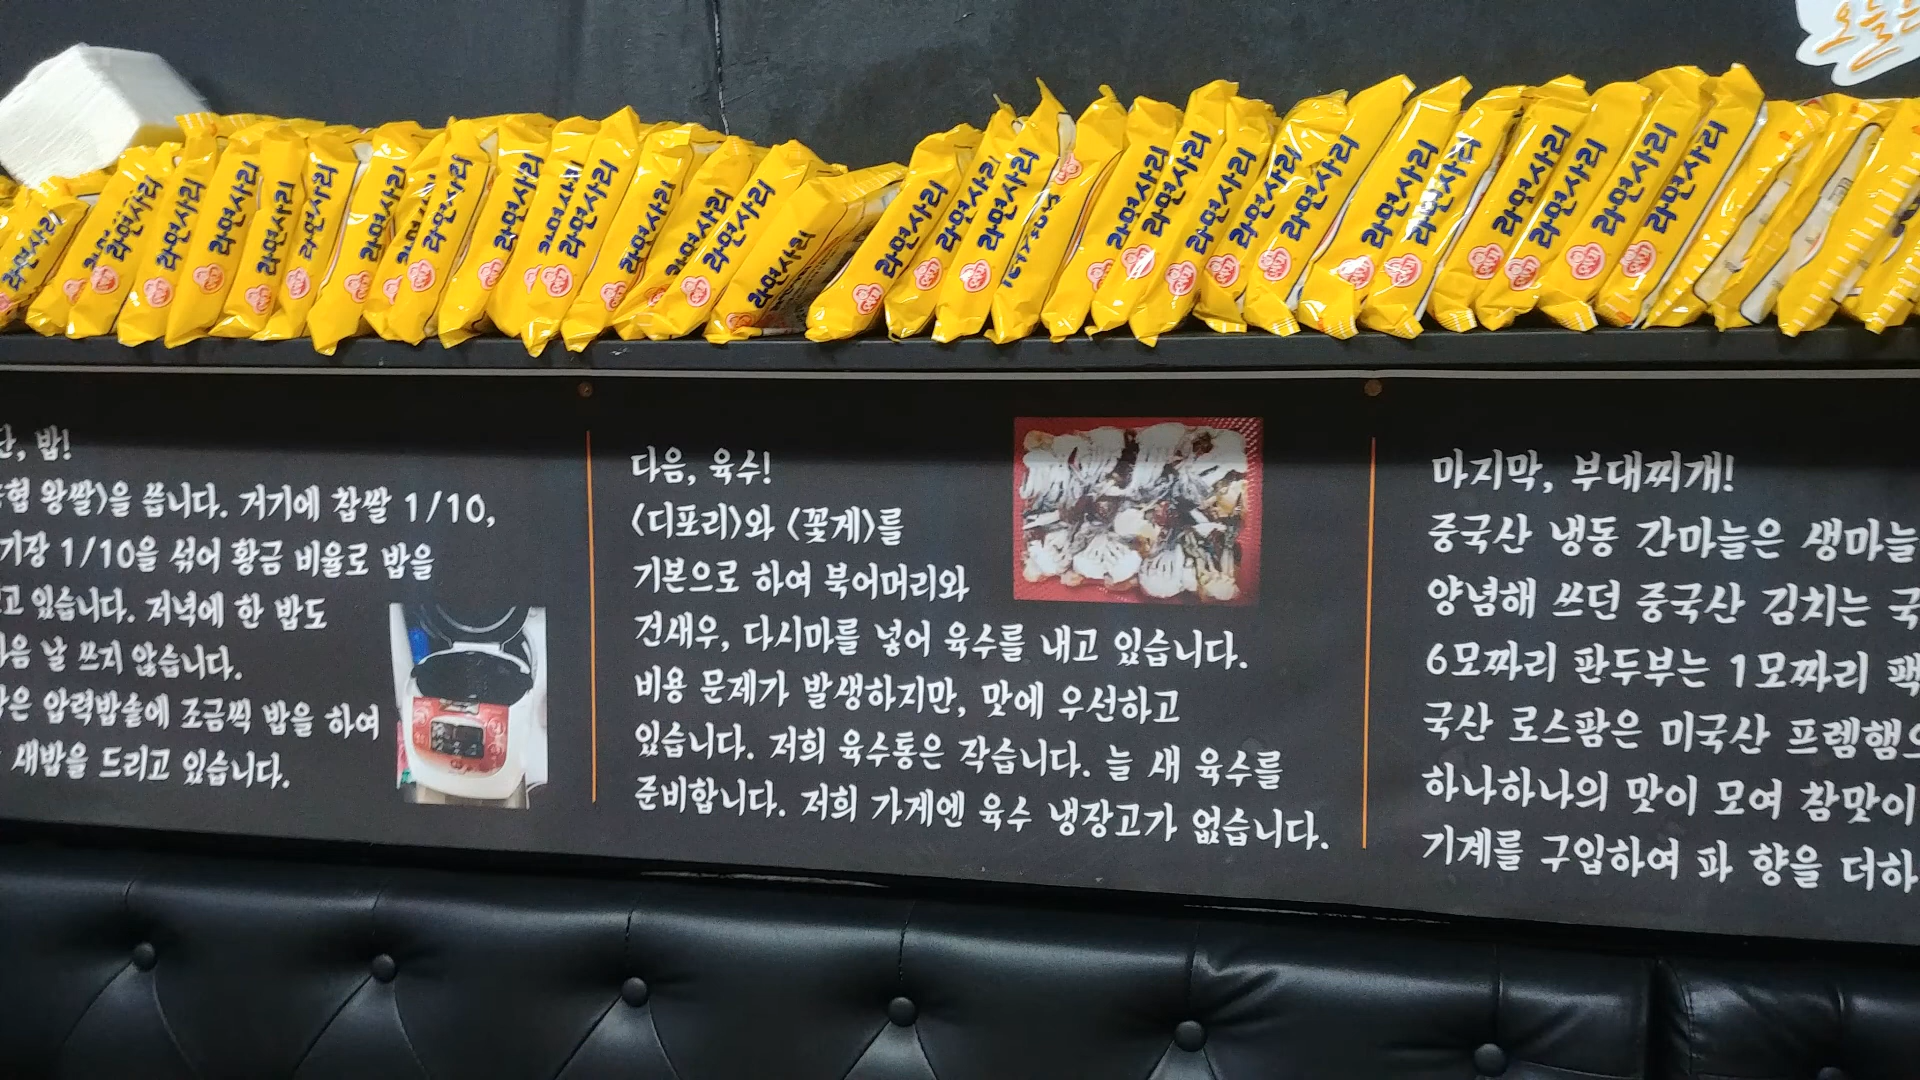 오늘은
라면사리
밥!
왕쌀〉을 씁니다. 저기에 찹쌀 1/10,
기장 1/10을 섞어 황금 비율로 밥을
있습니다. 저녁에 한 밥도
날 쓰지 않습니다.
압력밥솥에 조금씩 밥을 하여
새밥을 드리고 있습니다.
다음, 육수!
〈디포리〉와 〈꽃게〉를
기본으로 하여 북어머리와
건새우, 다시마를 넣어 육수를 내고 있습니다.
비용 문제가 발생하지만, 맛에 우선하고
있습니다. 저희 육수통은 작습니다. 늘 새 육수를
준비합니다. 저희 가게엔 육수 냉장고가 없습니다.
마지막, 부대찌개!
중국산 냉동 간마늘은 생마늘
양념해 쓰던 중국산 김치는 국
6모짜리 판두부는 1모짜리 팩
국산 로스팜은 미국산 프렘햄으
하나하나의 맛이 모여 참맛이
기계를 구입하여 파 향을 더하